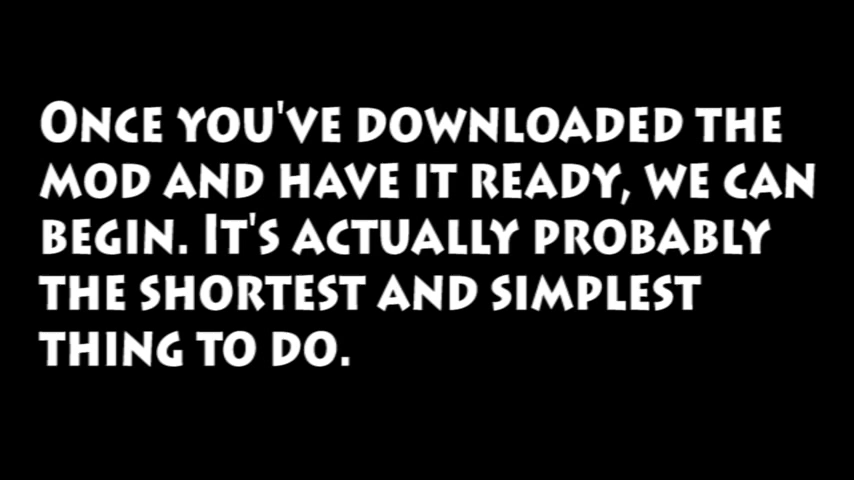 Once you've downloaded the
mod and have it ready, we can
begin. It's actually probably
the shortest and simplest
thing to do.